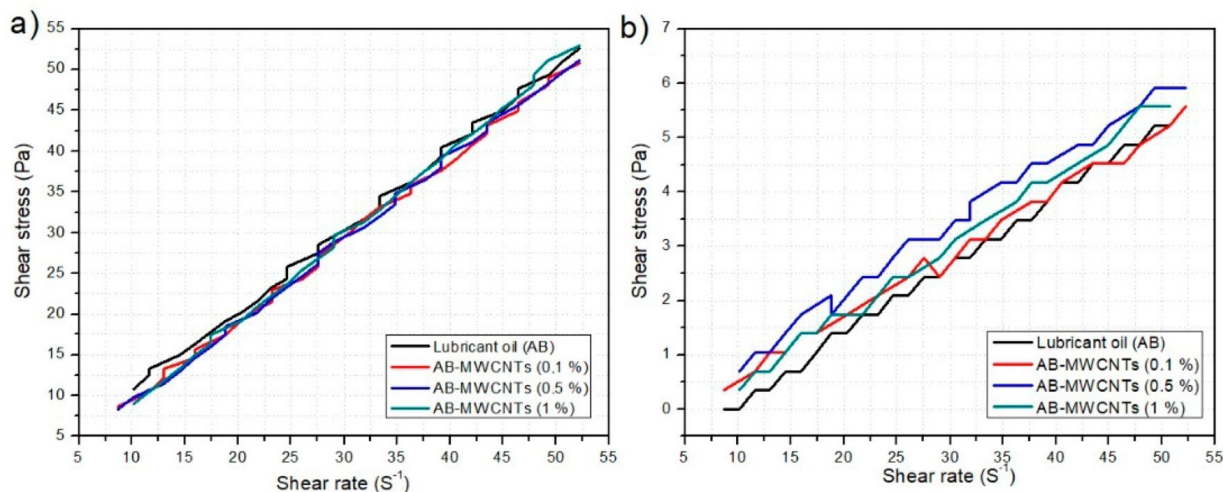 a)
55
50
45
40
35
30
25
20
15
10
5
Shear stress (Pa)
5 10 15 20 25 30 35 40 45 50 55
Shear rate (S⁻¹)
Lubricant oil (AB)
AB-MWCNTs (0.1 %)
AB-MWCNTs (0.5 %)
AB-MWCNTs (1 %)
b)
7
6
5
4
3
2
1
0
Shear stress (Pa)
5 10 15 20 25 30 35 40 45 50 55
Shear rate (S⁻¹)
Lubricant oil (AB)
AB-MWCNTs (0.1 %)
AB-MWCNTs (0.5 %)
AB-MWCNTs (1 %)